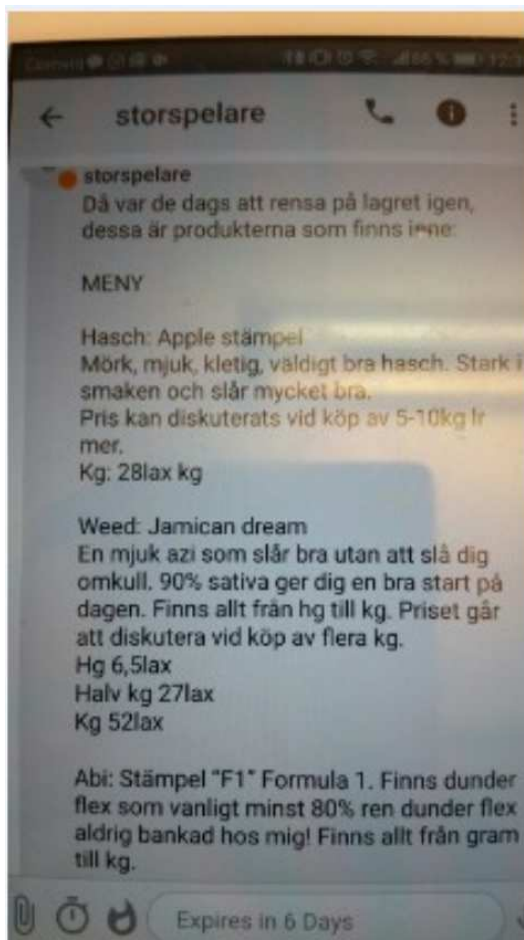 66 %
storspelare
storspelare
Då var de dags att rensa på lagret igen,
dessa är produkterna som finns inne:
MENY
Hasch: Apple stämpel
Mörk, mjuk, kletig, väldigt bra hasch. Stark i
smaken och slår mycket bra.
Pris kan diskuterats vid köp av 5-10kg lr
mer.
Kg: 28lax kg
Weed: Jamican dream
En mjuk azi som slår bra utan att slå dig
omkull. 90% sativa ger dig en bra start på
dagen. Finns allt från hg till kg. Priset går
att diskutera vid köp av flera kg.
Hg 6,5lax
Halv kg 27lax
Kg 52lax
Abi: Stämpel "F1" Formula 1. Finns dunder
flex som vanligt minst 80% ren dunder flex
aldrig bankad hos mig! Finns allt från gram
till kg.
Expires in 6 Days